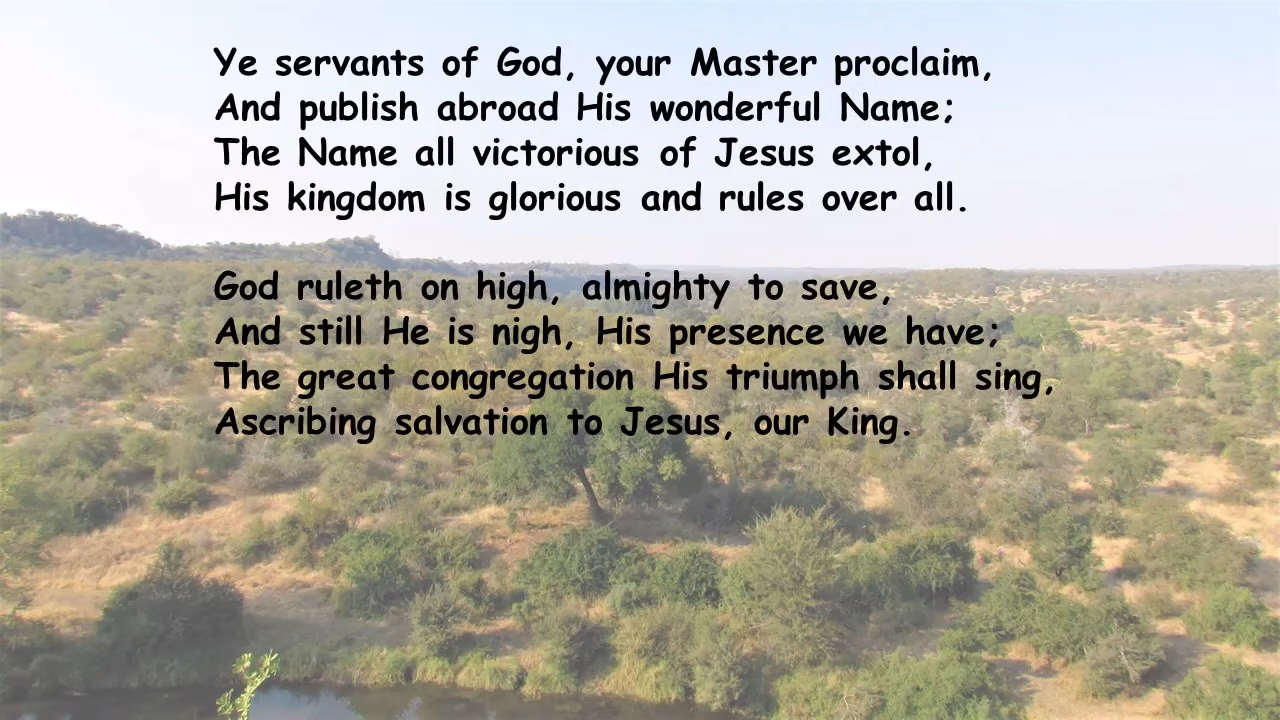 Ye servants of God, your Master proclaim,
And publish abroad His wonderful Name;
The Name all victorious of Jesus extol,
His kingdom is glorious and rules over all.

God ruleth on high, almighty to save,
And still He is nigh, His presence we have;
The great congregation His triumph shall sing,
Ascribing salvation to Jesus, our King.